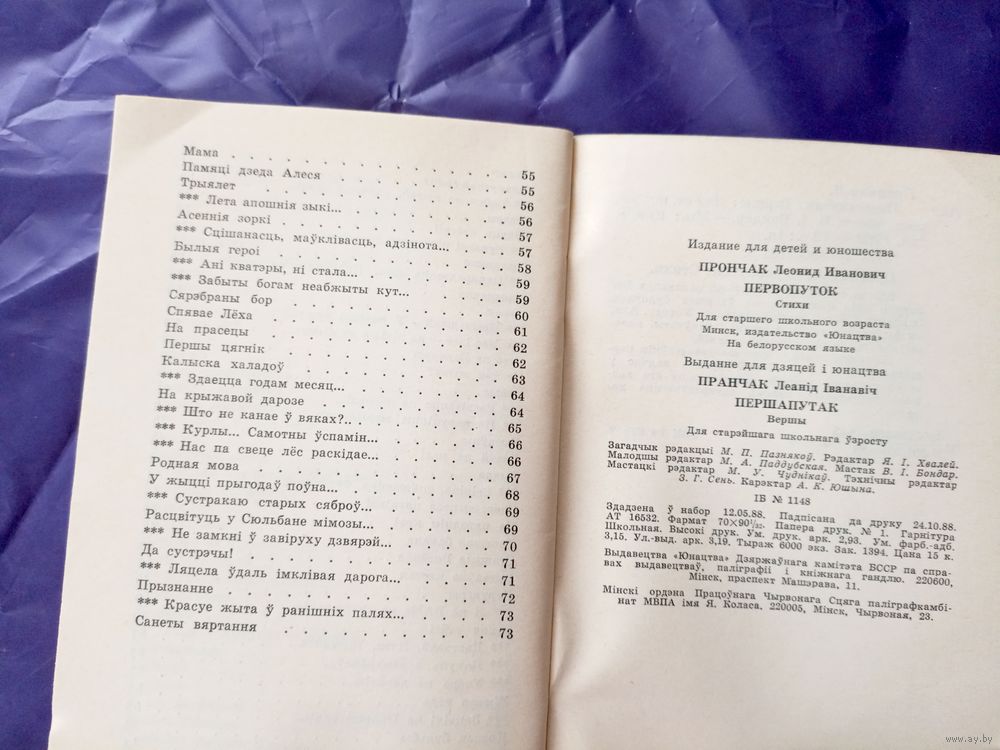 Мама . . . . . . . . . . 55
Памяці дзеда Алеся . . . . . . . 55
Трыялет . . . . . . . . . . 56
*** Лета апошнія зыкі... . . . . . . 56
Асеннія зоркі . . . . . . . . . 57
*** Сцішанасць, маўклівасць, адзінота... . . . 57
Былыя героі . . . . . . . . . 58
*** Ані кватэры, ні стала... . . . . . . 59
*** Забыты богам неабжыты кут... . . . . 59
Сярэбраны бор . . . . . . . . 60
Спявае Лёха . . . . . . . . . 61
На прасецы . . . . . . . . . 62
Першы цягнік . . . . . . . . . 62
Калыска халадоў . . . . . . . . 63
*** Здаецца годам месяц... . . . . . . 64
На крыжавой дарозе . . . . . . . 64
*** Што не канае ў вяках?.. . . . . . . 65
*** Курлы... Самотны ўспамін... . . . . . 66
*** Нас па свеце лёс раскідае... . . . . . 66
Родная мова . . . . . . . . . 67
У жыцці прыгодаў поўна... . . . . . . 68
*** Сустракаю старых сяброў... . . . . . 69
Расцвітуць у Сюльбане мімозы... . . . . . 69
*** Не замкні ў завіруху дзвярэй... . . . . 70
Да сустрэчы! . . . . . . . . . 71
*** Ляцела ўдаль імклівая дарога... . . . . 71
Прызнанне . . . . . . . . . . 72
*** Красуе жыта ў ранішніх палях... . . . . 73
Санеты вяртання . . . . . . . . 73
Издание для детей и юношества
ПРОНЧАК Леонид Иванович
ПЕРВОПУТОК
Стихи
Для старшего школьного возраста
Минск, издательство «Юнацтва»
На белорусском языке
Выданне для дзяцей і юнацтва
ПРАНЧАК Леанід Іванавіч
ПЕРШАПУТАК
Вершы
Для старэйшага школьнага ўзросту
Загадчык рэдакцыі М. П. Пазнякоў. Рэдактар Я. І. Хвалей.
Малодшы рэдактар М. А. Паддубская. Мастак В. І. Бондар.
Мастацкі рэдактар М. У. Чуднікаў. Тэхнічны рэдактар
З. Г. Сень. Карэктар А. К. Юшына.
ІБ № 1148
Здадзена ў набор 12.05.88. Падпісана да друку 24.10.88.
АТ 16532. Фармат 70×90¹/₃₂. Папера друк. № 1. Гарнітура
Школьная. Высокі друк. Ум. друк. арк. 2,93. Ум. фарб.-адб.
3,15. Ул.-выд. арк. 3,19. Тыраж 6000 экз. Зак. 1394. Цана 15 к.
Выдавецтва «Юнацтва» Дзяржаўнага камітэта БССР па спра-
вах выдавецтваў, паліграфіі і кніжнага гандлю. 220600,
Мінск, праспект Машэрава, 11.
Мінскі ордэна Працоўнага Чырвонага Сцяга паліграфкамбі-
нат МВПА імя Я. Коласа. 220005, Мінск, Чырвоная, 23.
www.ay.by